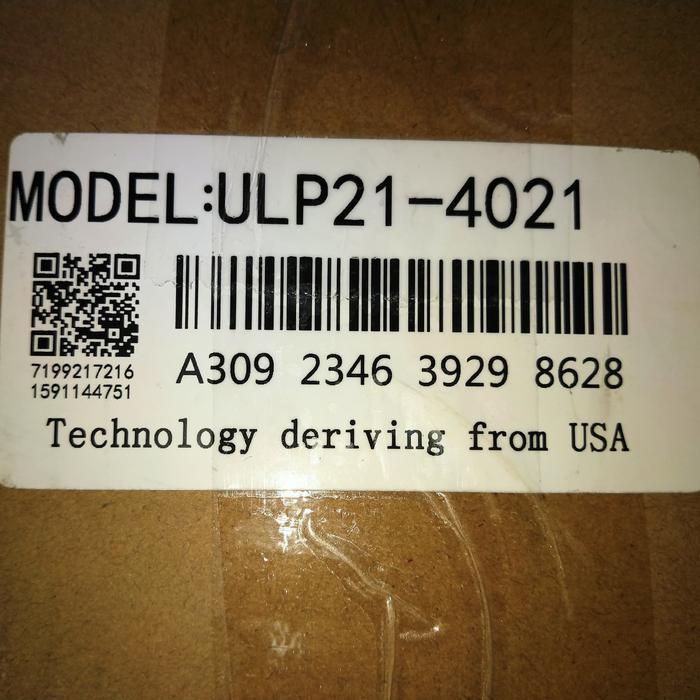 MODEL:ULP21-4021
7199217216
1591144751
A309 2346 3929 8628
Technology deriving from USA